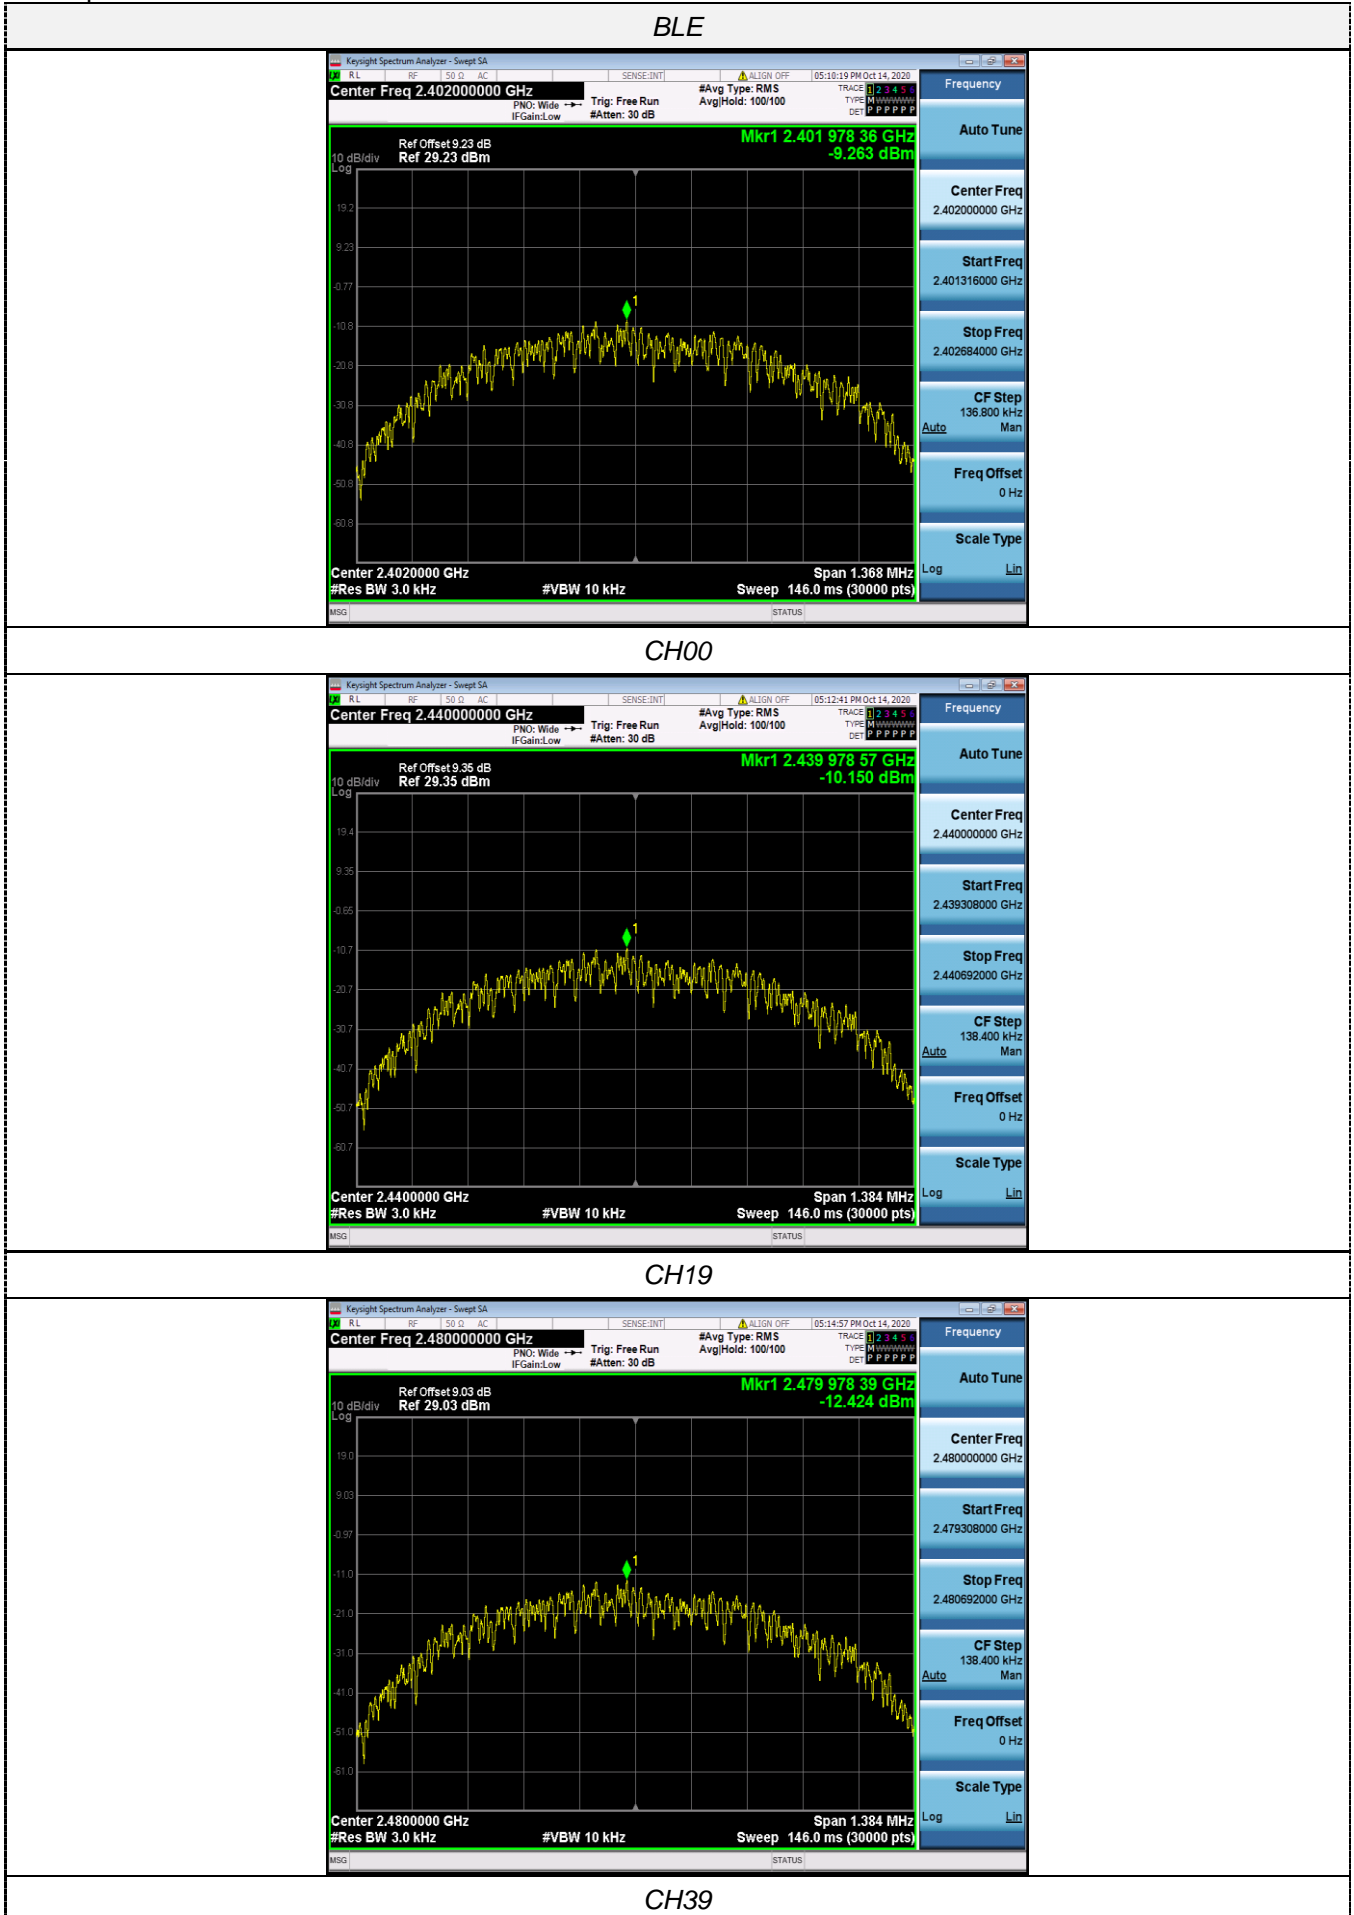 BLE
Keysight Spectrum Analyzer - Swept SA
RL RF 50 Ω AC SENSE:INT ALIGN OFF 05:10:19 PM Oct 14, 2020
Center Freq 2.402000000 GHz #Avg Type: RMS TRACE 1 2 3 4 5 6
PNO: Wide Trig: Free Run Avg|Hold: 100/100 TYPE M
IFGain:Low #Atten: 30 dB DET P P P P P P
Mkr1 2.401 978 36 GHz
Ref Offset 9.23 dB
10 dB/div Ref 29.23 dBm -9.263 dBm
Log
19.2
9.23
-0.77
1
-10.8
-20.8
-30.8
-40.8
-50.8
-60.8
Center 2.4020000 GHz Span 1.368 MHz
#Res BW 3.0 kHz #VBW 10 kHz Sweep 146.0 ms (30000 pts)
MSG STATUS
Frequency
Auto Tune
Center Freq
2.402000000 GHz
Start Freq
2.401316000 GHz
Stop Freq
2.402684000 GHz
CF Step
136.800 kHz
Auto Man
Freq Offset
0 Hz
Scale Type
Log Lin
CH00
Keysight Spectrum Analyzer - Swept SA
RL RF 50 Ω AC SENSE:INT ALIGN OFF 05:12:41 PM Oct 14, 2020
Center Freq 2.440000000 GHz #Avg Type: RMS TRACE 1 2 3 4 5 6
PNO: Wide Trig: Free Run Avg|Hold: 100/100 TYPE M
IFGain:Low #Atten: 30 dB DET P P P P P P
Mkr1 2.439 978 57 GHz
Ref Offset 9.35 dB
10 dB/div Ref 29.35 dBm -10.150 dBm
Log
19.4
9.35
-0.65
1
-10.7
-20.7
-30.7
-40.7
-50.7
-60.7
Center 2.4400000 GHz Span 1.384 MHz
#Res BW 3.0 kHz #VBW 10 kHz Sweep 146.0 ms (30000 pts)
MSG STATUS
Frequency
Auto Tune
Center Freq
2.440000000 GHz
Start Freq
2.439308000 GHz
Stop Freq
2.440692000 GHz
CF Step
138.400 kHz
Auto Man
Freq Offset
0 Hz
Scale Type
Log Lin
CH19
Keysight Spectrum Analyzer - Swept SA
RL RF 50 Ω AC SENSE:INT ALIGN OFF 05:14:57 PM Oct 14, 2020
Center Freq 2.480000000 GHz #Avg Type: RMS TRACE 1 2 3 4 5 6
PNO: Wide Trig: Free Run Avg|Hold: 100/100 TYPE M
IFGain:Low #Atten: 30 dB DET P P P P P P
Mkr1 2.479 978 39 GHz
Ref Offset 9.03 dB
10 dB/div Ref 29.03 dBm -12.424 dBm
Log
19.0
9.03
-0.97
1
-11.0
-21.0
-31.0
-41.0
-51.0
-61.0
Center 2.4800000 GHz Span 1.384 MHz
#Res BW 3.0 kHz #VBW 10 kHz Sweep 146.0 ms (30000 pts)
MSG STATUS
Frequency
Auto Tune
Center Freq
2.480000000 GHz
Start Freq
2.479308000 GHz
Stop Freq
2.480692000 GHz
CF Step
138.400 kHz
Auto Man
Freq Offset
0 Hz
Scale Type
Log Lin
CH39